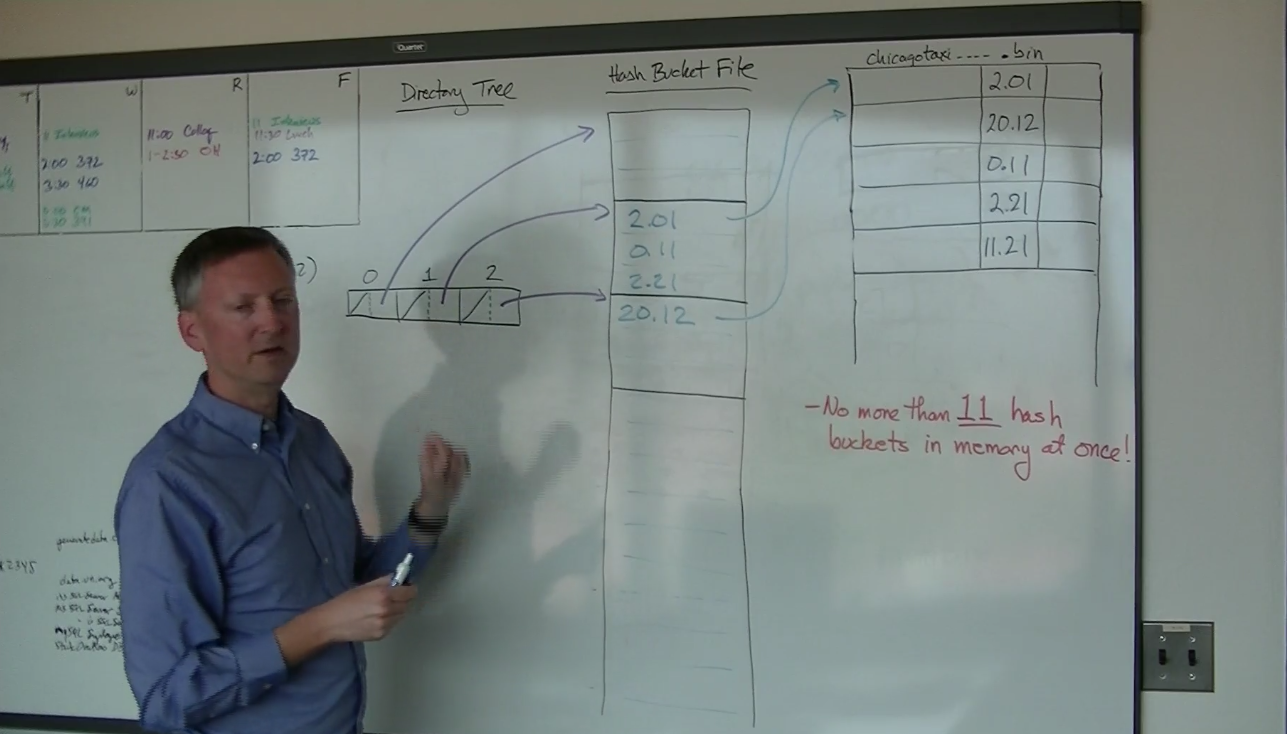 Quartet
T
W
R
F
11 Interviews
2:00 372
3:30 460
11:00 Colloq
1-2:30 OH
11 Interviews
11:30 Lunch
2:00 372
Directory Tree
0 1 2
Hash Bucket File
2.01
0.11
2.21
20.12
chicagotaxi----.bin
2.01
20.12
0.11
2.21
11.21
-No more than 11 hash
buckets in memory at once!
2)
2345